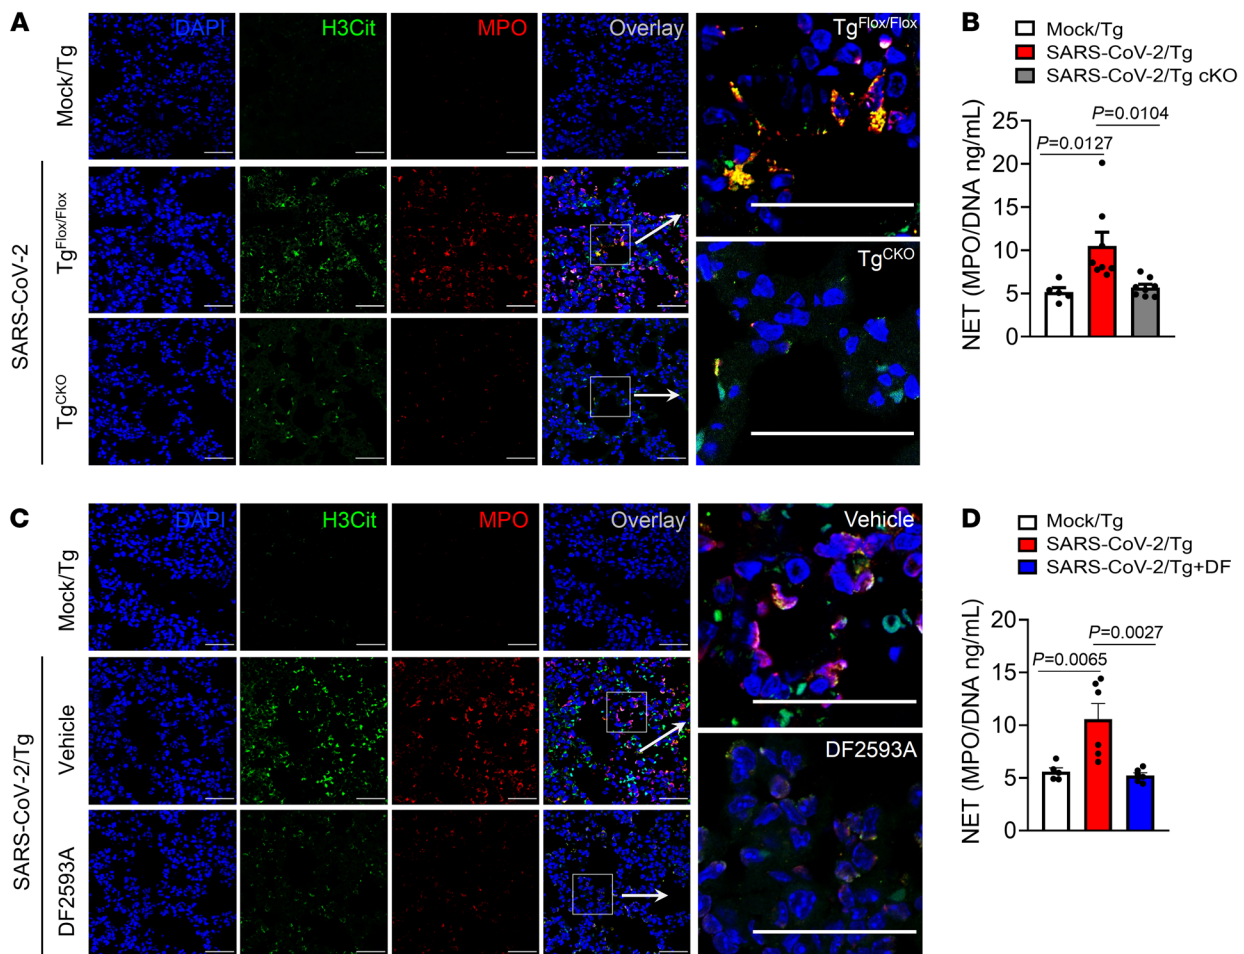 A
DAPI
H3Cit
MPO
Overlay
Tg^Flox/Flox
Mock/Tg
SARS-CoV-2
Tg^Flox/Flox
Tg^CKO
Tg^CKO
B
Mock/Tg
SARS-CoV-2/Tg
SARS-CoV-2/Tg cKO
NET (MPO/DNA ng/mL)
25
20
15
10
5
0
P=0.0104
P=0.0127
C
DAPI
H3Cit
MPO
Overlay
Vehicle
Mock/Tg
SARS-CoV-2/Tg
Vehicle
DF2593A
DF2593A
D
Mock/Tg
SARS-CoV-2/Tg
SARS-CoV-2/Tg+DF
NET (MPO/DNA ng/mL)
20
15
10
5
0
P=0.0027
P=0.0065